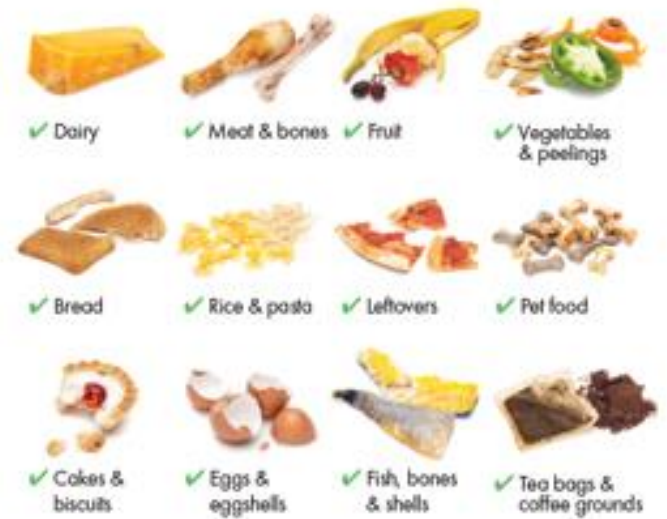 ✔ Dairy
✔ Meat & bones
✔ Fruit
✔ Vegetables
& peelings
✔ Bread
✔ Rice & pasta
✔ Leftovers
✔ Pet food
✔ Cakes &
biscuits
✔ Eggs &
eggshells
✔ Fish, bones
& shells
✔ Tea bags &
coffee grounds